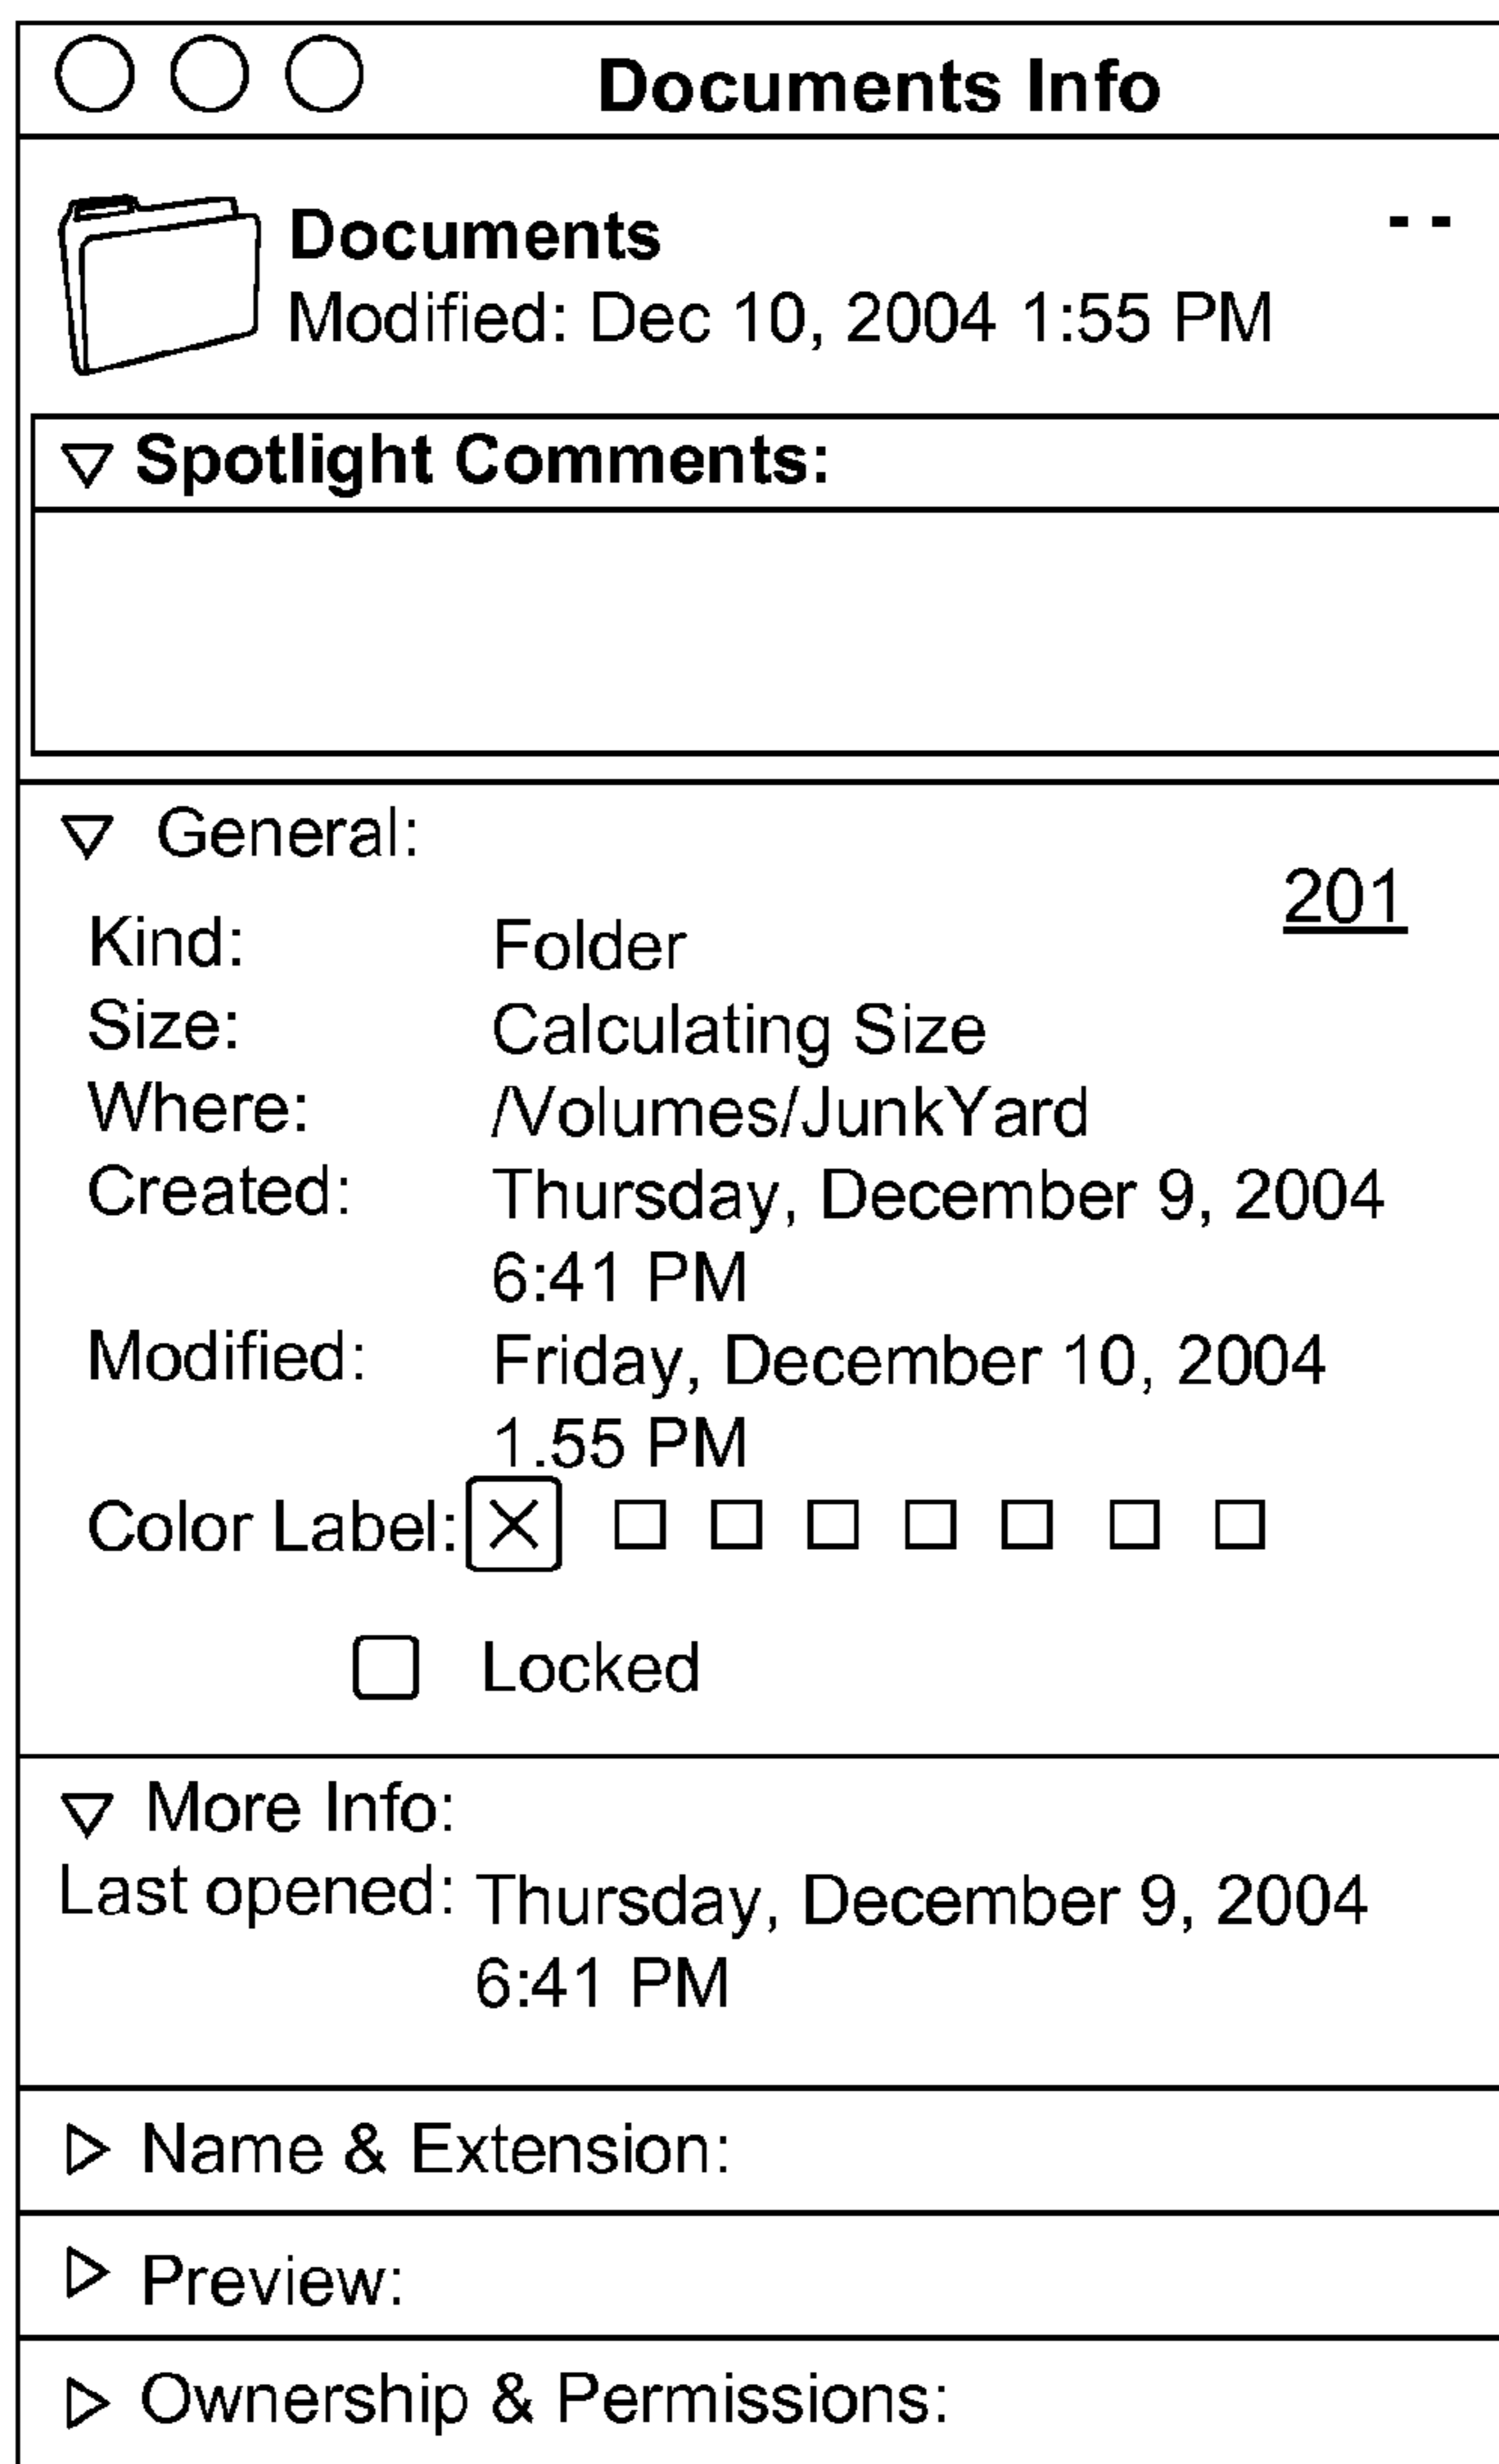 Documents Info
Documents --
Modified: Dec 10, 2004 1:55 PM
Spotlight Comments:
General:
201
Kind: Folder
Size: Calculating Size
Where: /Volumes/JunkYard
Created: Thursday, December 9, 2004
6:41 PM
Modified: Friday, December 10, 2004
1.55 PM
Color Label:
Locked
More Info:
Last opened: Thursday, December 9, 2004
6:41 PM
Name & Extension:
Preview:
Ownership & Permissions: